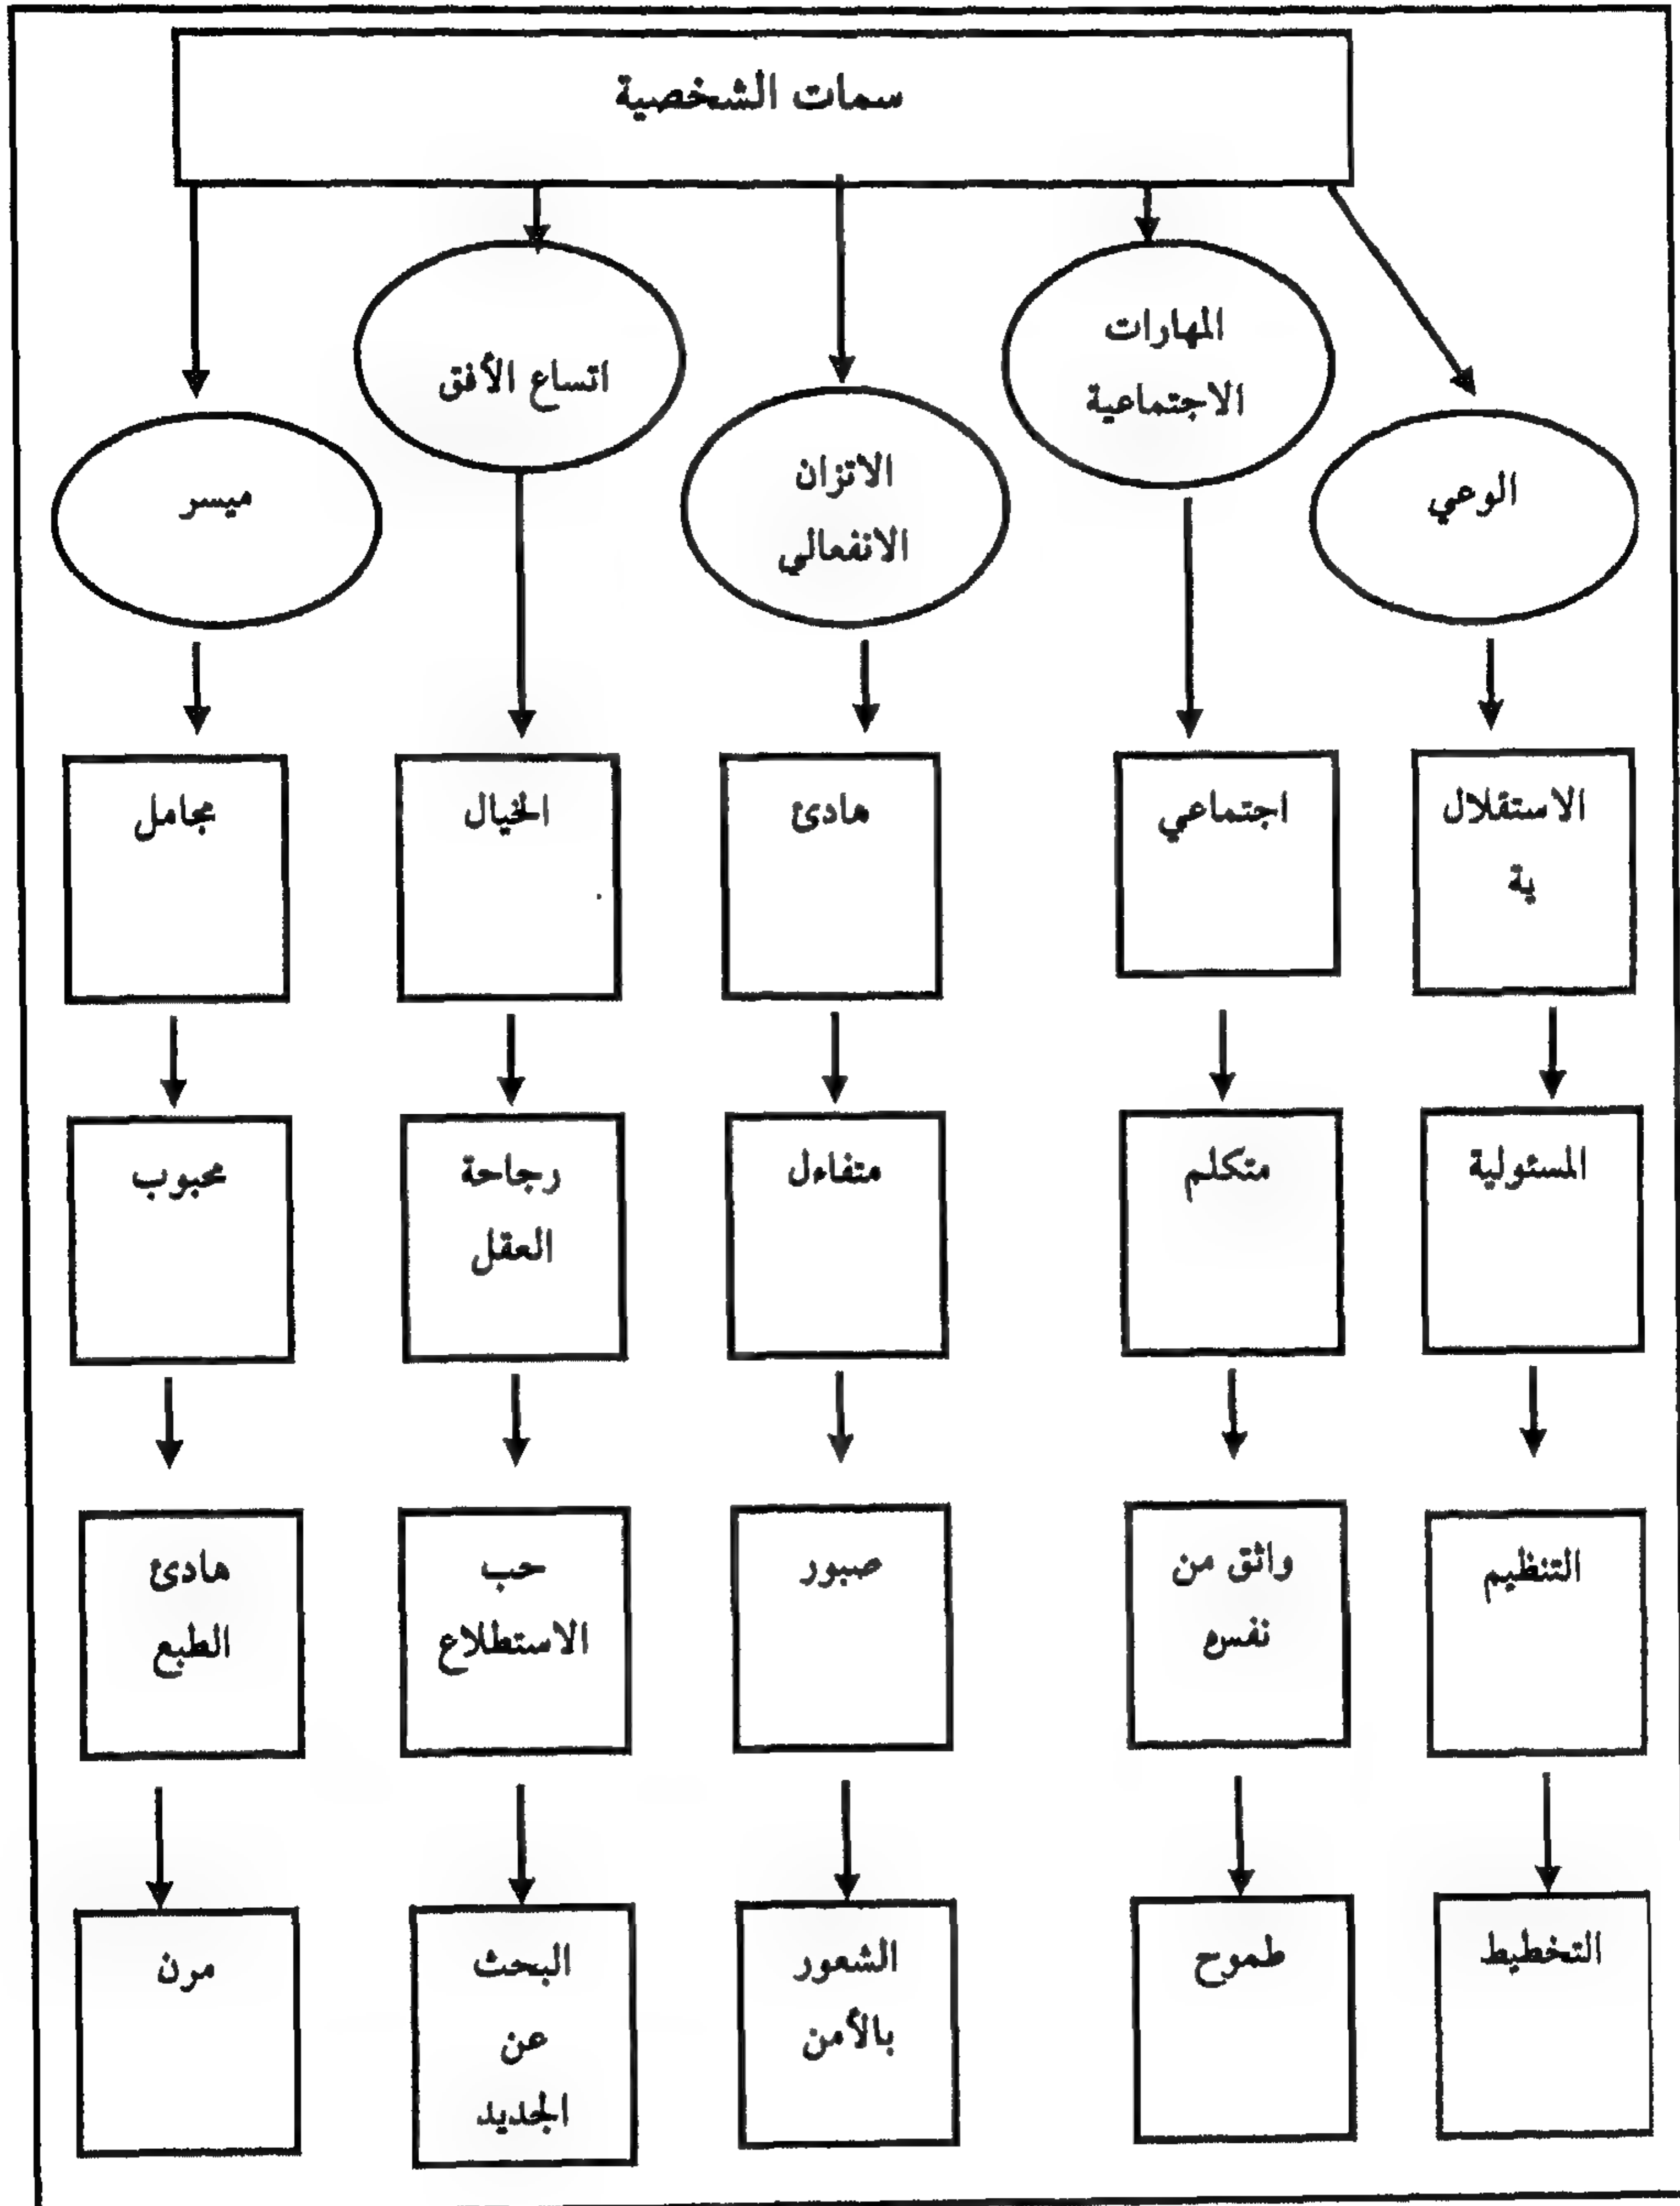 سمات الشخصية
المهارات
الاجتماعية
اتساع الأفق
الوعي
الاتزان
الانفعالي
ميسر
الاستقلال
ية
اجتماعي
هادئ
الخيال
مجامل
المسئولية
متكلم
متفاءل
رجاحة
العقل
محبوب
التنظيم
واثق من
نفسه
صبور
حب
الاستطلاع
هادئ
الطبع
التخطيط
طموح
الشعور
بالأمن
البحث
عن
الجديد
مرن